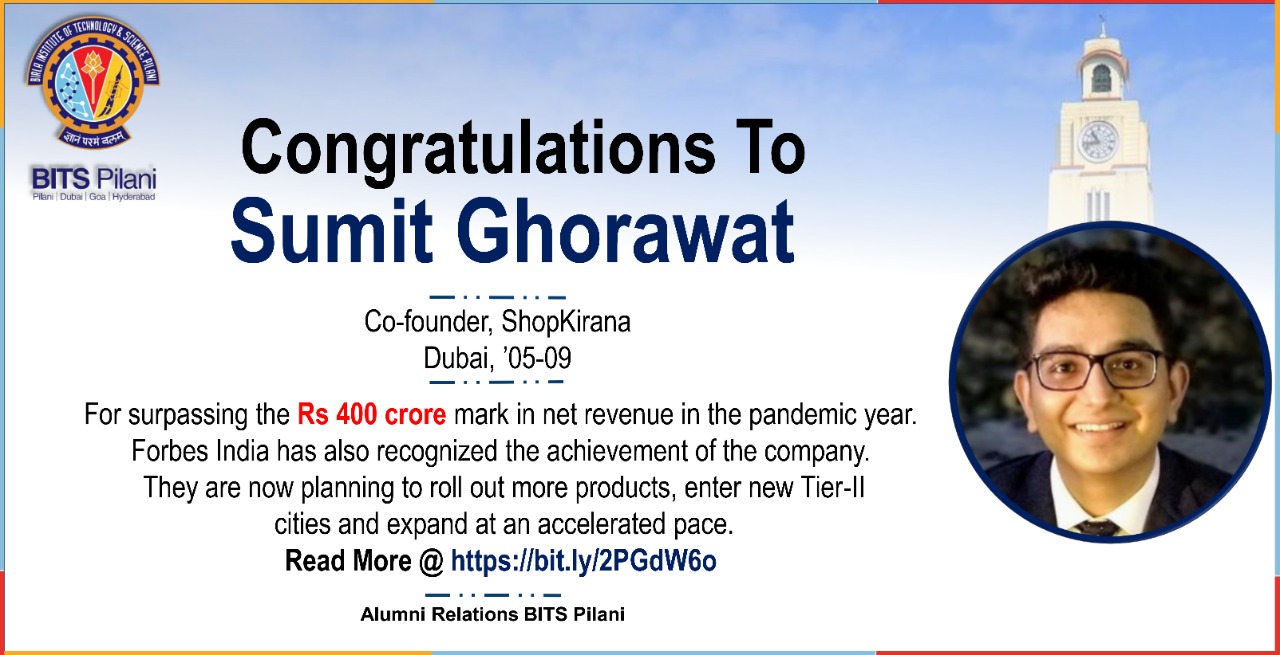 BIRLA INSTITUTE OF TECHNOLOGY & SCIENCE, PILANI
ज्ञानं परमं बलम्
BITS Pilani
Pilani | Dubai | Goa | Hyderabad
Congratulations To
Sumit Ghorawat
Co-founder, ShopKirana
Dubai, ’05-09
For surpassing the Rs 400 crore mark in net revenue in the pandemic year.
Forbes India has also recognized the achievement of the company.
They are now planning to roll out more products, enter new Tier-II
cities and expand at an accelerated pace.
Read More @ https://bit.ly/2PGdW6o
Alumni Relations BITS Pilani